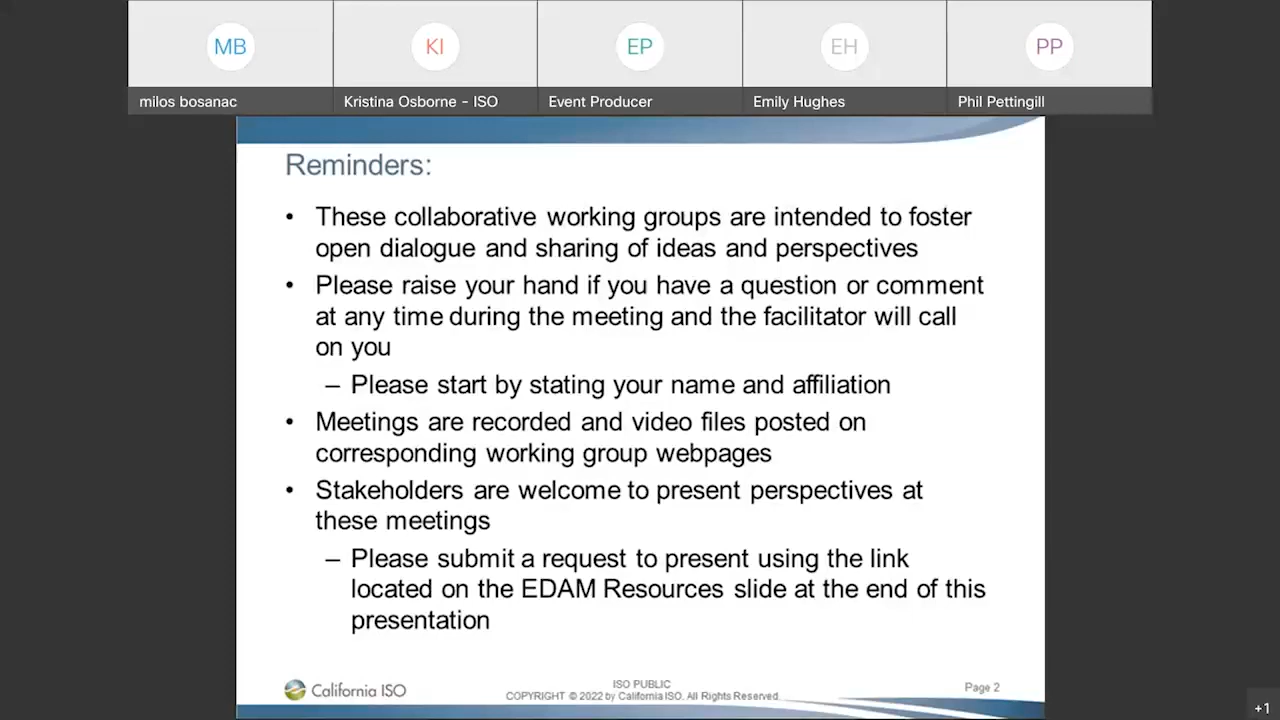 MB
KI
EP
EH
PP
milos bosanac
Kristina Osborne - ISO
Event Producer
Emily Hughes
Phil Pettingill
Reminders:
• These collaborative working groups are intended to foster
open dialogue and sharing of ideas and perspectives
• Please raise your hand if you have a question or comment
at any time during the meeting and the facilitator will call
on you
– Please start by stating your name and affiliation
• Meetings are recorded and video files posted on
corresponding working group webpages
• Stakeholders are welcome to present perspectives at
these meetings
– Please submit a request to present using the link
located on the EDAM Resources slide at the end of this
presentation
California ISO
ISO PUBLIC
COPYRIGHT © 2022 by California ISO. All Rights Reserved.
Page 2
+1